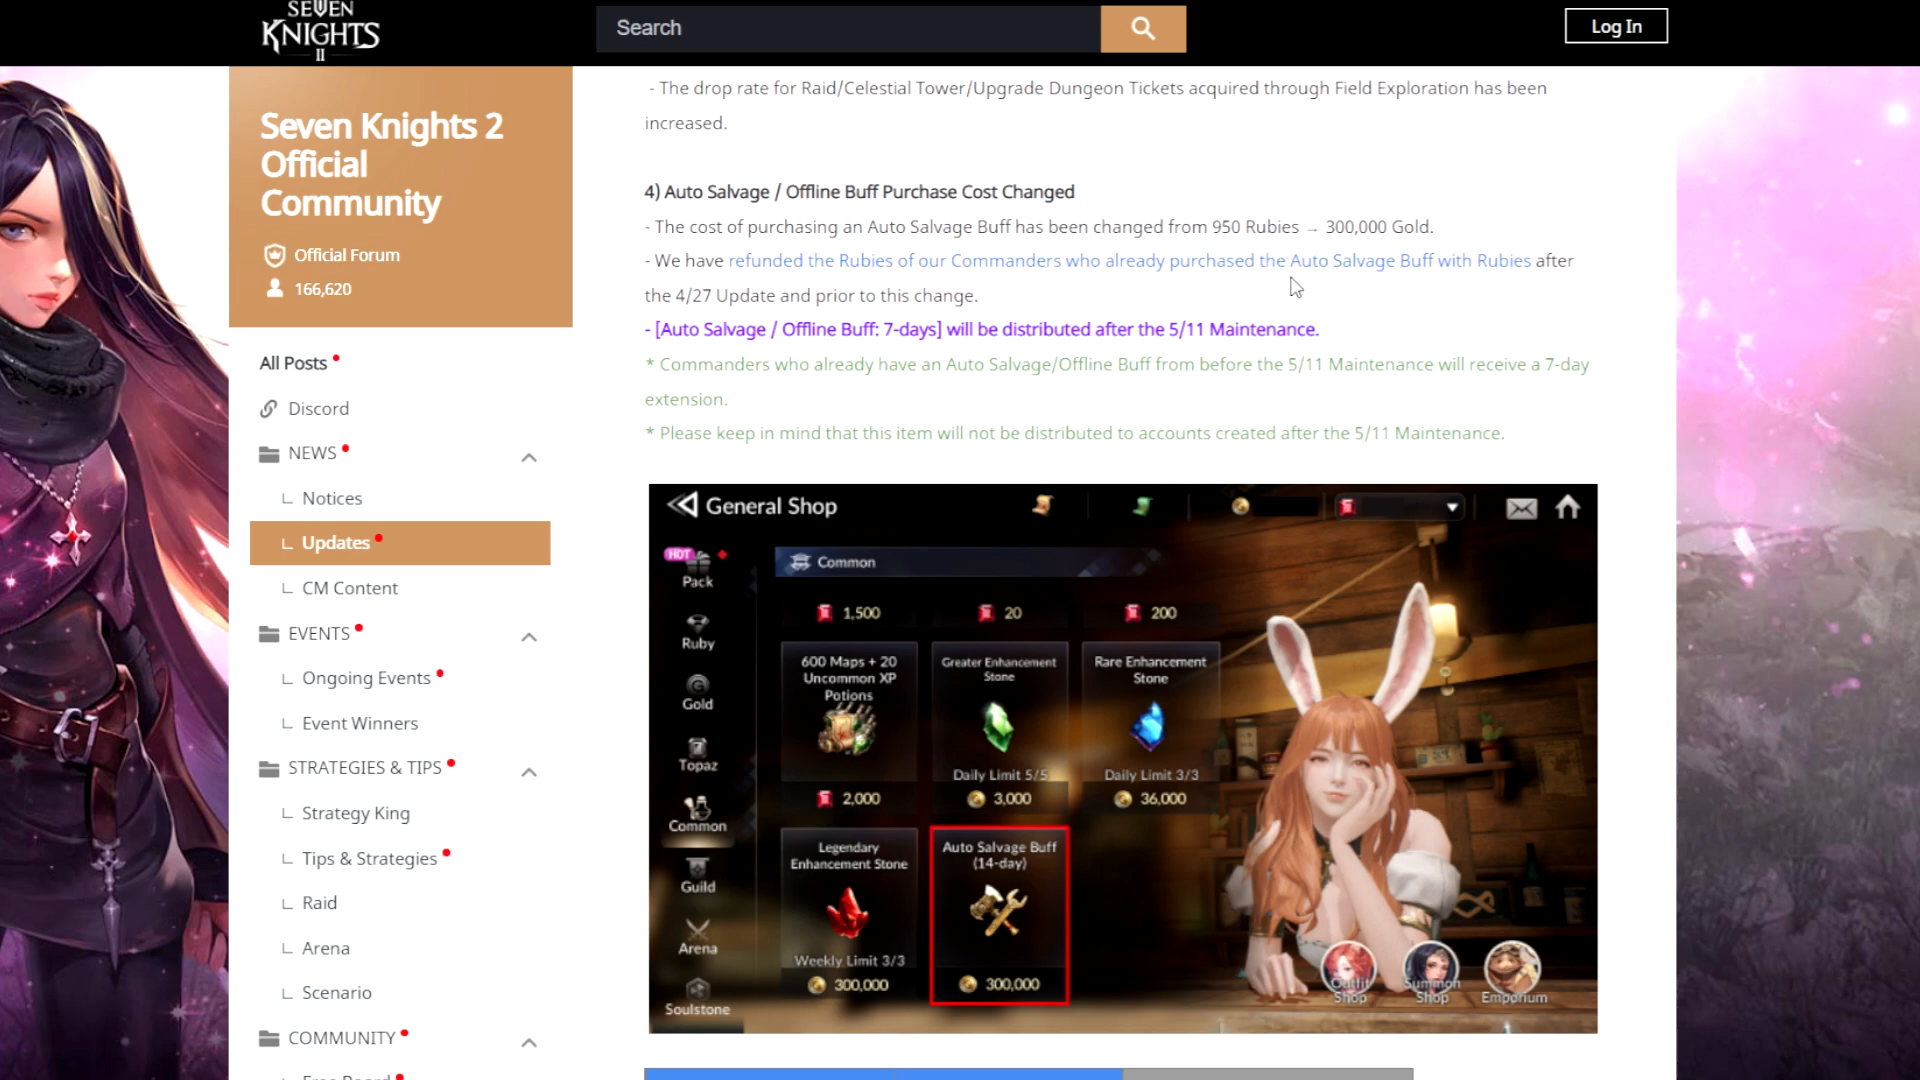 SEVEN
KNIGHTS
II
Search
Log In
Seven Knights 2
Official
Community
Official Forum
166,620
All Posts
Discord
NEWS
Notices
Updates
CM Content
EVENTS
Ongoing Events
Event Winners
STRATEGIES & TIPS
Strategy King
Tips & Strategies
Raid
Arena
Scenario
COMMUNITY
Free Board
- The drop rate for Raid/Celestial Tower/Upgrade Dungeon Tickets acquired through Field Exploration has been
increased.
4) Auto Salvage / Offline Buff Purchase Cost Changed
- The cost of purchasing an Auto Salvage Buff has been changed from 950 Rubies → 300,000 Gold.
- We have refunded the Rubies of our Commanders who already purchased the Auto Salvage Buff with Rubies after
the 4/27 Update and prior to this change.
- [Auto Salvage / Offline Buff: 7-days] will be distributed after the 5/11 Maintenance.
* Commanders who already have an Auto Salvage/Offline Buff from before the 5/11 Maintenance will receive a 7-day
extension.
* Please keep in mind that this item will not be distributed to accounts created after the 5/11 Maintenance.
General Shop
HOT
Pack
Ruby
Gold
Topaz
Common
Guild
Arena
Soulstone
Common
1,500
20
200
600 Maps + 20
Uncommon XP
Potions
2,000
Greater Enhancement
Stone
Daily Limit 5/5
3,000
Rare Enhancement
Stone
Daily Limit 3/3
36,000
Legendary
Enhancement Stone
Weekly Limit 3/3
300,000
Auto Salvage Buff
(14-day)
300,000
Outfit
Shop
Summon
Shop
Emporium